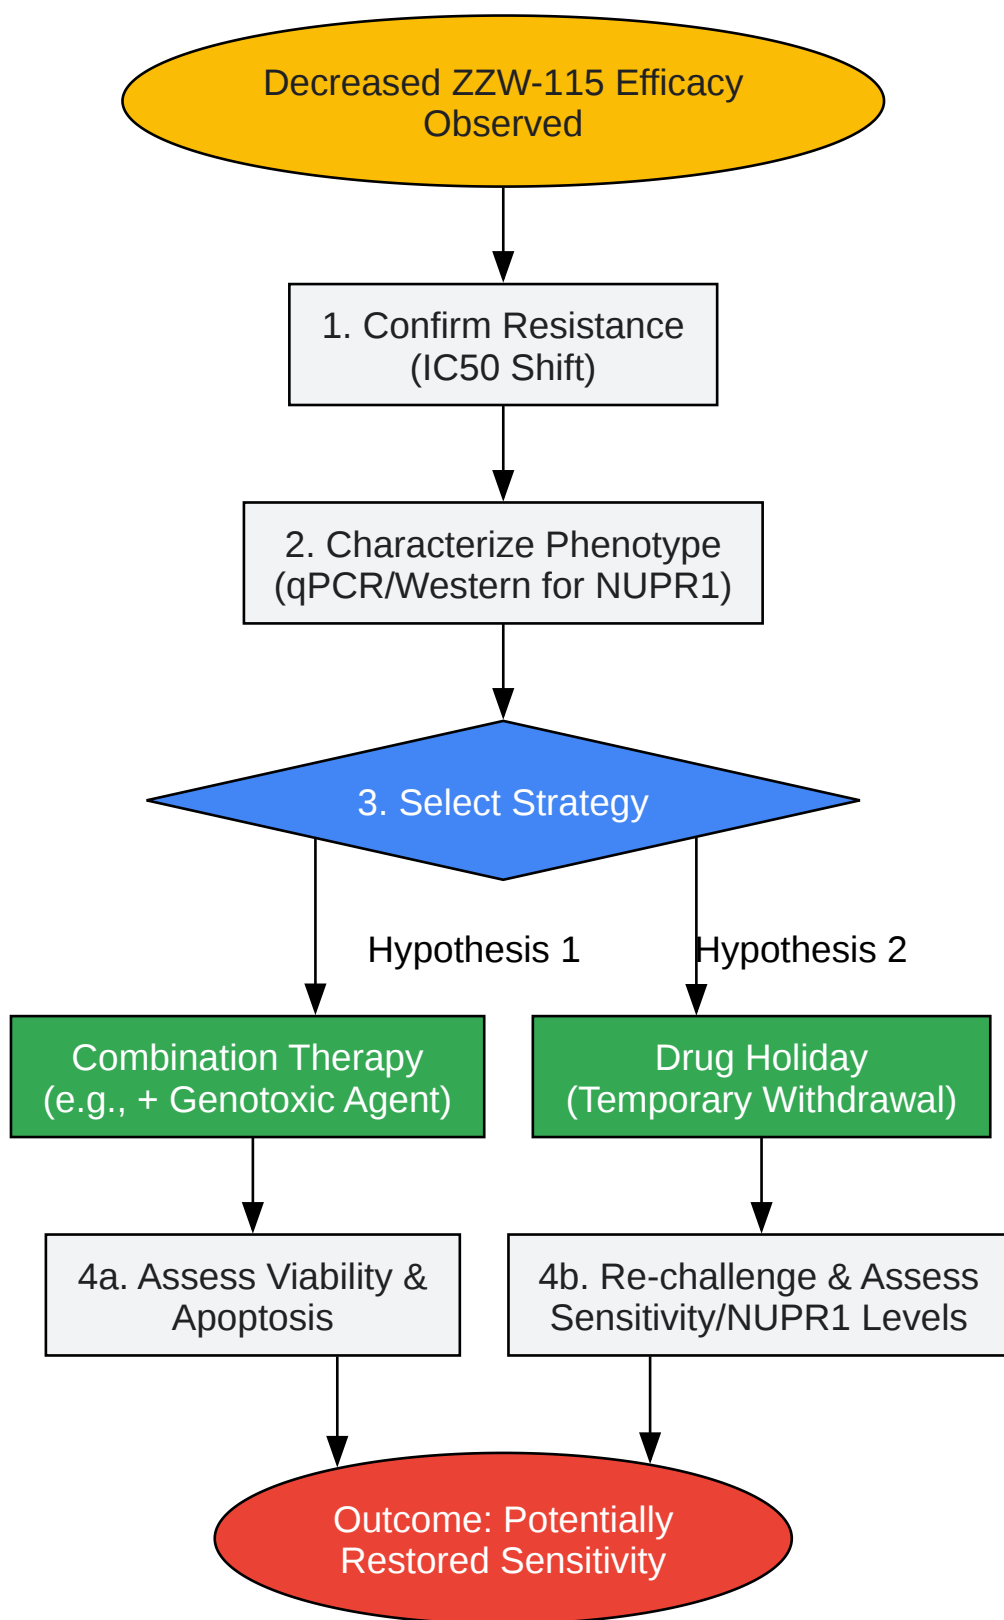 Decreased ZZW-115 Efficacy
Observed
1. Confirm Resistance
(IC50 Shift)
2. Characterize Phenotype
(qPCR/Western for NUPR1)
3. Select Strategy
Hypothesis 1
Hypothesis 2
Combination Therapy
(e.g., + Genotoxic Agent)
Drug Holiday
(Temporary Withdrawal)
4a. Assess Viability &
Apoptosis
4b. Re-challenge & Assess
Sensitivity/NUPR1 Levels
Outcome: Potentially
Restored Sensitivity